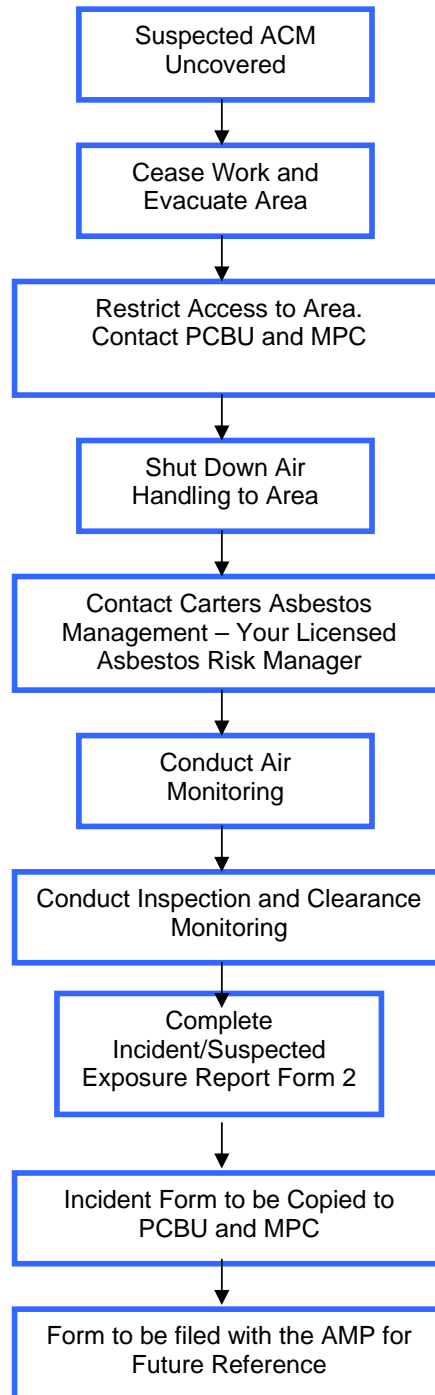 Suspected ACM
Uncovered
Cease Work and
Evacuate Area
Restrict Access to Area.
Contact PCBU and MPC
Shut Down Air
Handling to Area
Contact Carters Asbestos
Management – Your Licensed
Asbestos Risk Manager
Conduct Air
Monitoring
Conduct Inspection and Clearance
Monitoring
Complete
Incident/Suspected
Exposure Report Form 2
Incident Form to be Copied to
PCBU and MPC
Form to be filed with the AMP for
Future Reference